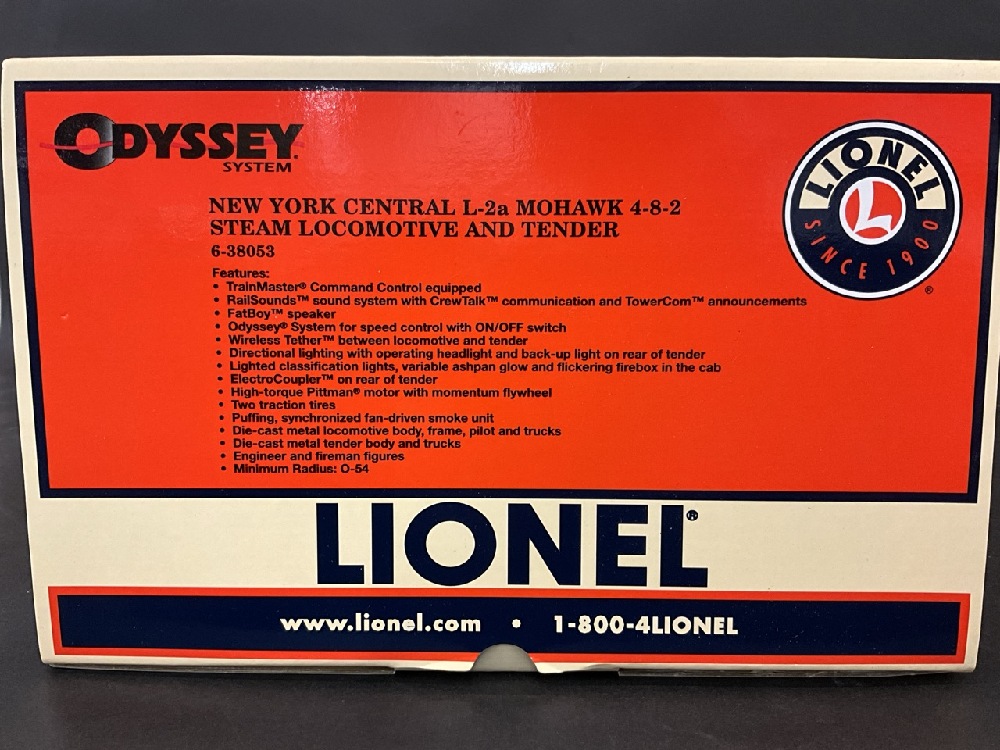 ODYSSEY®
SYSTEM
LIONEL
L
SINCE 1900
®
NEW YORK CENTRAL L-2a MOHAWK 4-8-2
STEAM LOCOMOTIVE AND TENDER
6-38053
Features:
• TrainMaster® Command Control equipped
• RailSounds™ sound system with CrewTalk™ communication and TowerCom™ announcements
• FatBoy™ speaker
• Odyssey® System for speed control with ON/OFF switch
• Wireless Tether™ between locomotive and tender
• Directional lighting with operating headlight and back-up light on rear of tender
• Lighted classification lights, variable ashpan glow and flickering firebox in the cab
• ElectroCoupler™ on rear of tender
• High-torque Pittman® motor with momentum flywheel
• Two traction tires
• Puffing, synchronized fan-driven smoke unit
• Die-cast metal locomotive body, frame, pilot and trucks
• Die-cast metal tender body and trucks
• Engineer and fireman figures
• Minimum Radius: O-54
LIONEL®
www.lionel.com • 1-800-4LIONEL